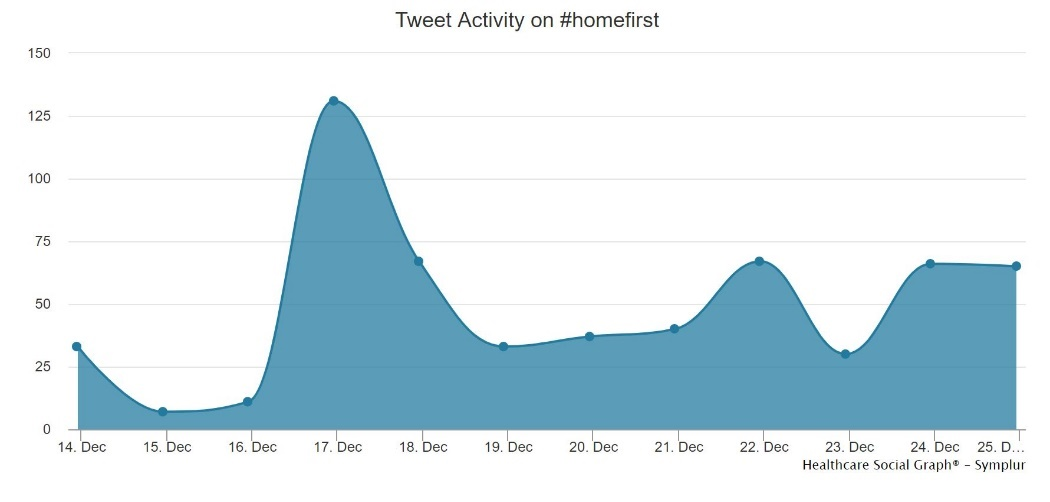 Tweet Activity on #homefirst
150
125
100
75
50
25
0
14. Dec 15. Dec 16. Dec 17. Dec 18. Dec 19. Dec 20. Dec 21. Dec 22. Dec 23. Dec 24. Dec 25. D...
Healthcare Social Graph® – Symplur